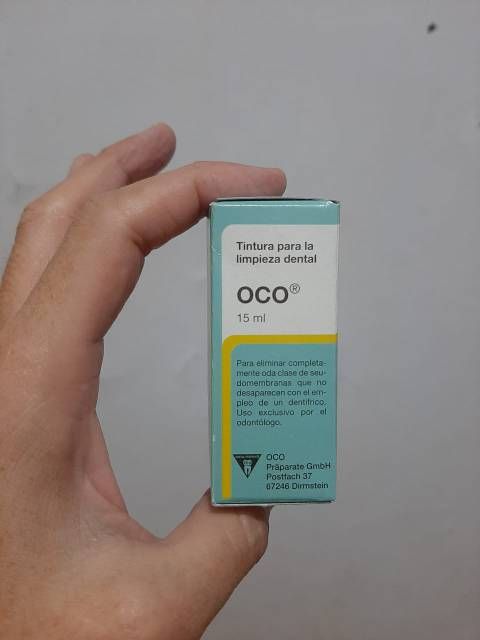 Tintura para la
limpieza dental
OCO®
15 ml
Para eliminar completa-
mente oda clase de seu-
domembranas que no
desaparecen con el em-
pleo de un dentífrico.
Uso exclusivo por el
odontólogo.
OCO
Präparate GmbH
Postfach 37
67246 Dirmstein